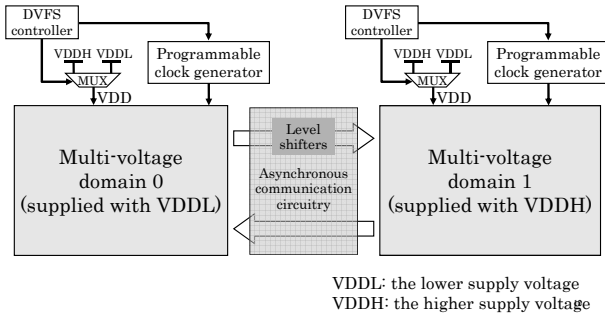 DVFS
controller
VDDH VDDL
Programmable
clock generator
MUX
VDD
Multi-voltage
domain 0
(supplied with VDDL)
Level
shifters
Asynchronous
communication
circuitry
DVFS
controller
VDDH VDDL
Programmable
clock generator
MUX
VDD
Multi-voltage
domain 1
(supplied with VDDH)
VDDL: the lower supply voltage
VDDH: the higher supply voltage